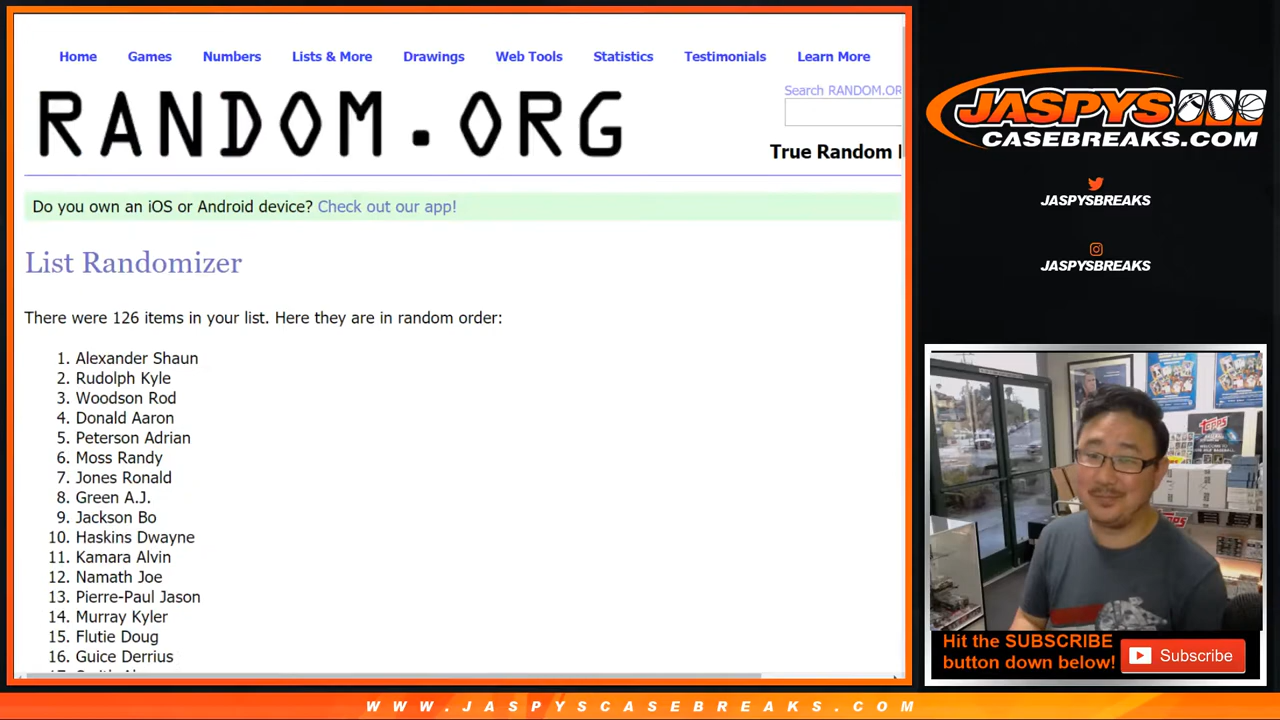 Home Games Numbers Lists & More Drawings Web Tools Statistics Testimonials Learn More
RANDOM.ORG
Search RANDOM.OR
True Random
Do you own an iOS or Android device? Check out our app!
List Randomizer
There were 126 items in your list. Here they are in random order:
1. Alexander Shaun
2. Rudolph Kyle
3. Woodson Rod
4. Donald Aaron
5. Peterson Adrian
6. Moss Randy
7. Jones Ronald
8. Green A.J.
9. Jackson Bo
10. Haskins Dwayne
11. Kamara Alvin
12. Namath Joe
13. Pierre-Paul Jason
14. Murray Kyler
15. Flutie Doug
16. Guice Derrius
JASPYS
CASEBREAKS.COM
JASPYSBREAKS
JASPYSBREAKS
Topps
Hit the SUBSCRIBE
button down below!
Subscribe
WWW.JASPYSCASEBREAKS.COM